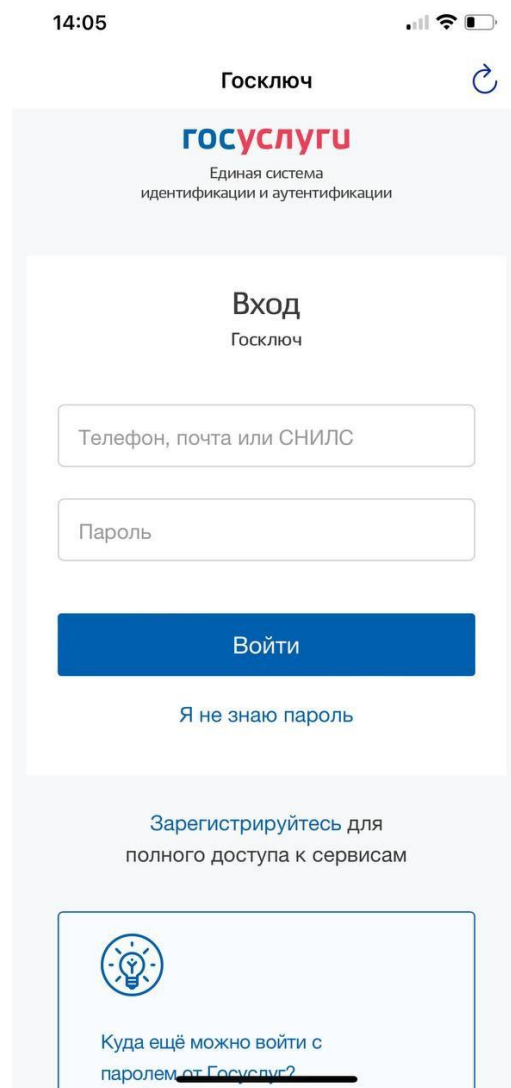 14:05
Госключ
госуслуги
Единая система
идентификации и аутентификации
Вход
Госключ
Телефон, почта или СНИЛС
Пароль
Войти
Я не знаю пароль
Зарегистрируйтесь для
полного доступа к сервисам
Куда ещё можно войти с
паролем от Госуслуг?